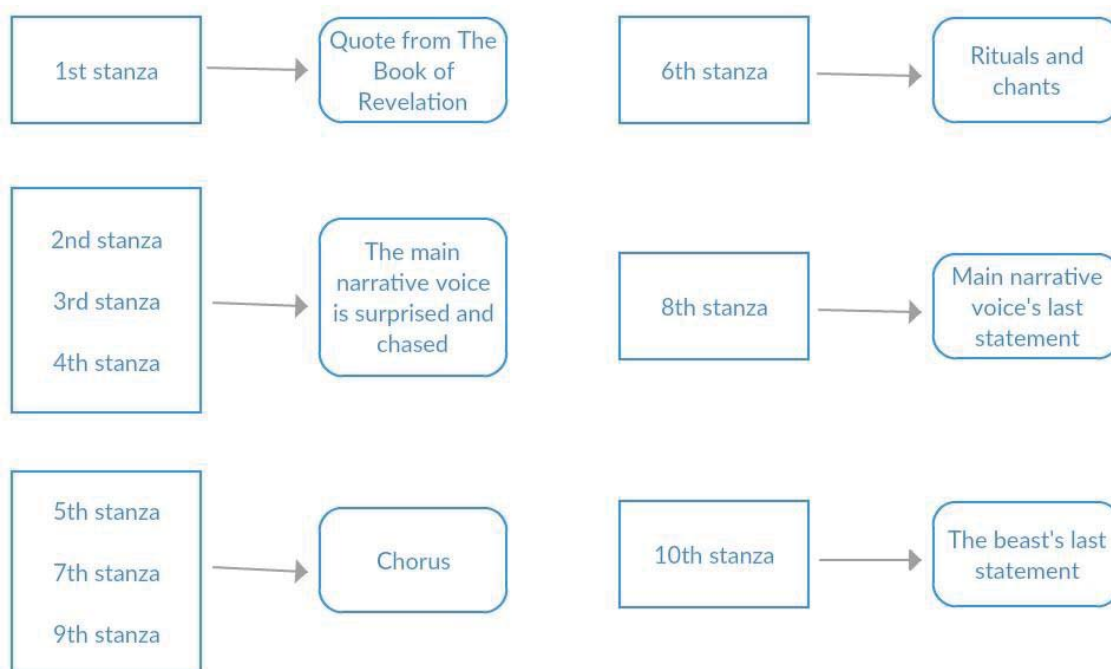 1st stanza
Quote from The
Book of
Revelation
2nd stanza
3rd stanza
4th stanza
The main
narrative voice
is surprised and
chased
5th stanza
7th stanza
9th stanza
Chorus
6th stanza
Rituals and
chants
8th stanza
Main narrative
voice's last
statement
10th stanza
The beast's last
statement